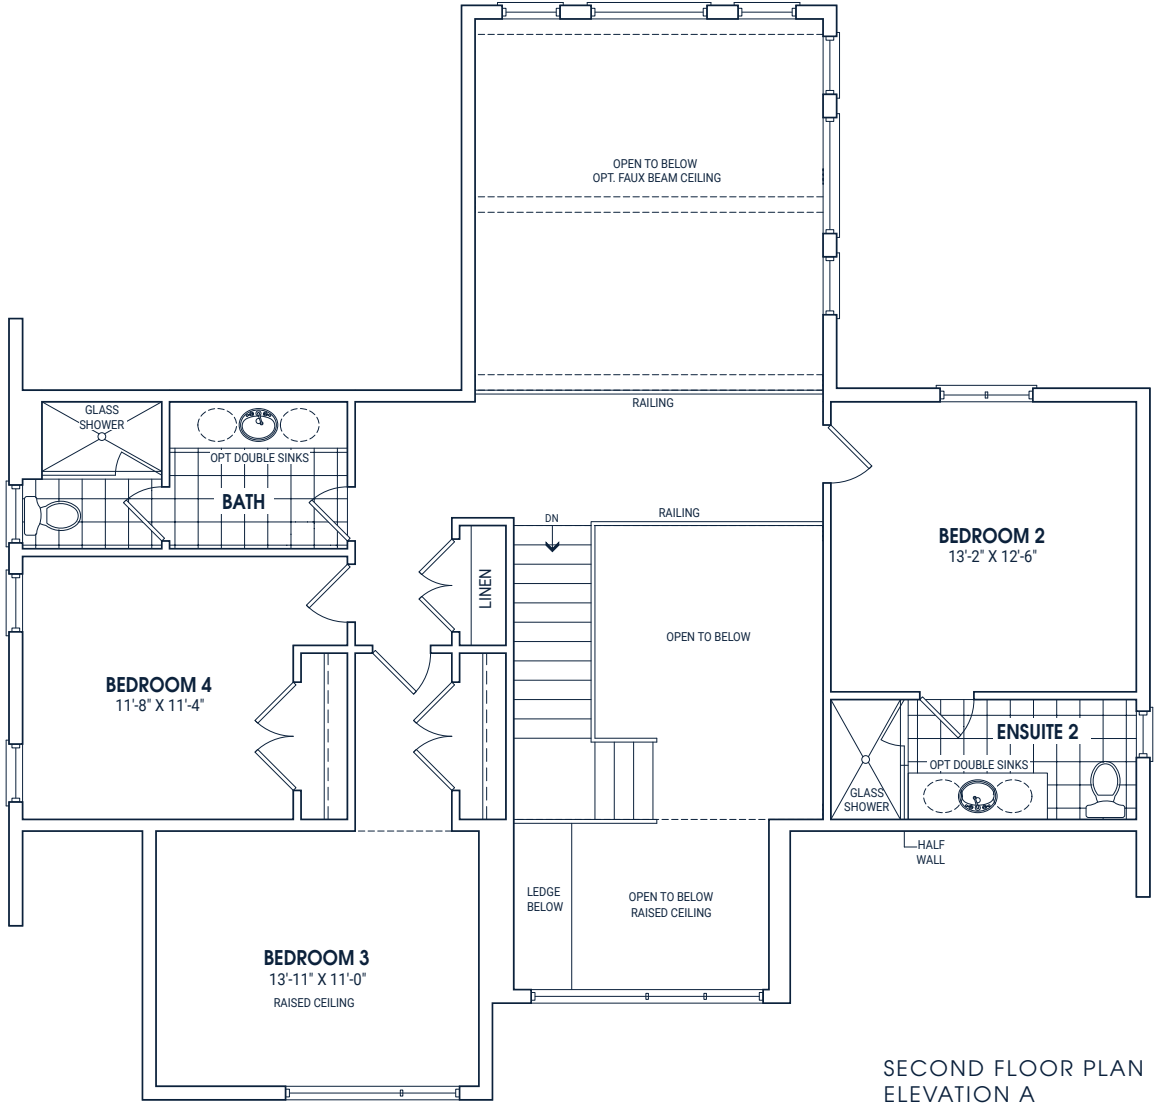 OPEN TO BELOW
OPT. FAUX BEAM CEILING
RAILING
GLASS
SHOWER
OPT DOUBLE SINKS
BATH
DN
RAILING
LINEN
BEDROOM 2
13'-2" X 12'-6"
OPEN TO BELOW
BEDROOM 4
11'-8" X 11'-4"
ENSUITE 2
OPT DOUBLE SINKS
GLASS
SHOWER
HALF
WALL
LEDGE
BELOW
OPEN TO BELOW
RAISED CEILING
BEDROOM 3
13'-11" X 11'-0"
RAISED CEILING
SECOND FLOOR PLAN
ELEVATION A